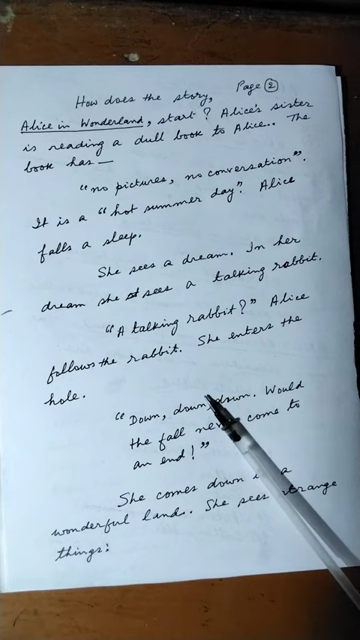 How does the story, Page 2
Alice in Wonderland, start? Alice's sister
is reading a dull book to Alice.. The
book has —
"no pictures, no conversation".
It is a "hot summer day". Alice
falls a sleep.
She sees a dream. In her
dream she sees a talking rabbit.
"A talking rabbit?" Alice
follows the rabbit. She enters the
hole.
"Down, down, down. Would
the fall come to
an end!"
She comes down a
wonderful lands. She sees strange
things: